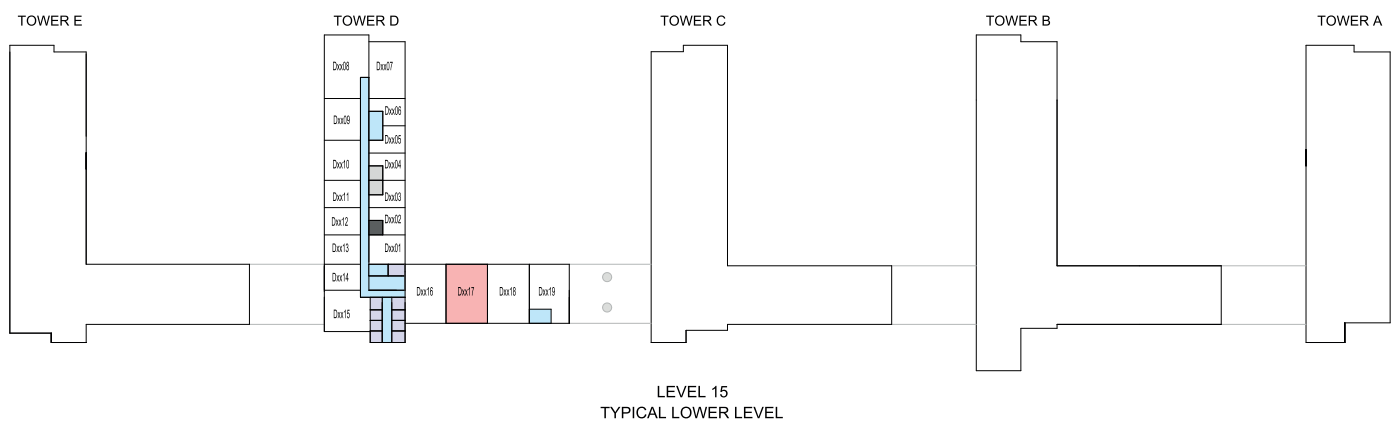 TOWER E
TOWER D
TOWER C
TOWER B
TOWER A
Dxx08
Dxx07
Dxx06
Dxx09
Dxx05
Dxx10
Dxx04
Dxx11
Dxx03
Dxx12
Dxx02
Dxx13
Dxx01
Dxx14
Dxx16
Dxx17
Dxx18
Dxx19
Dxx15
LEVEL 15
TYPICAL LOWER LEVEL